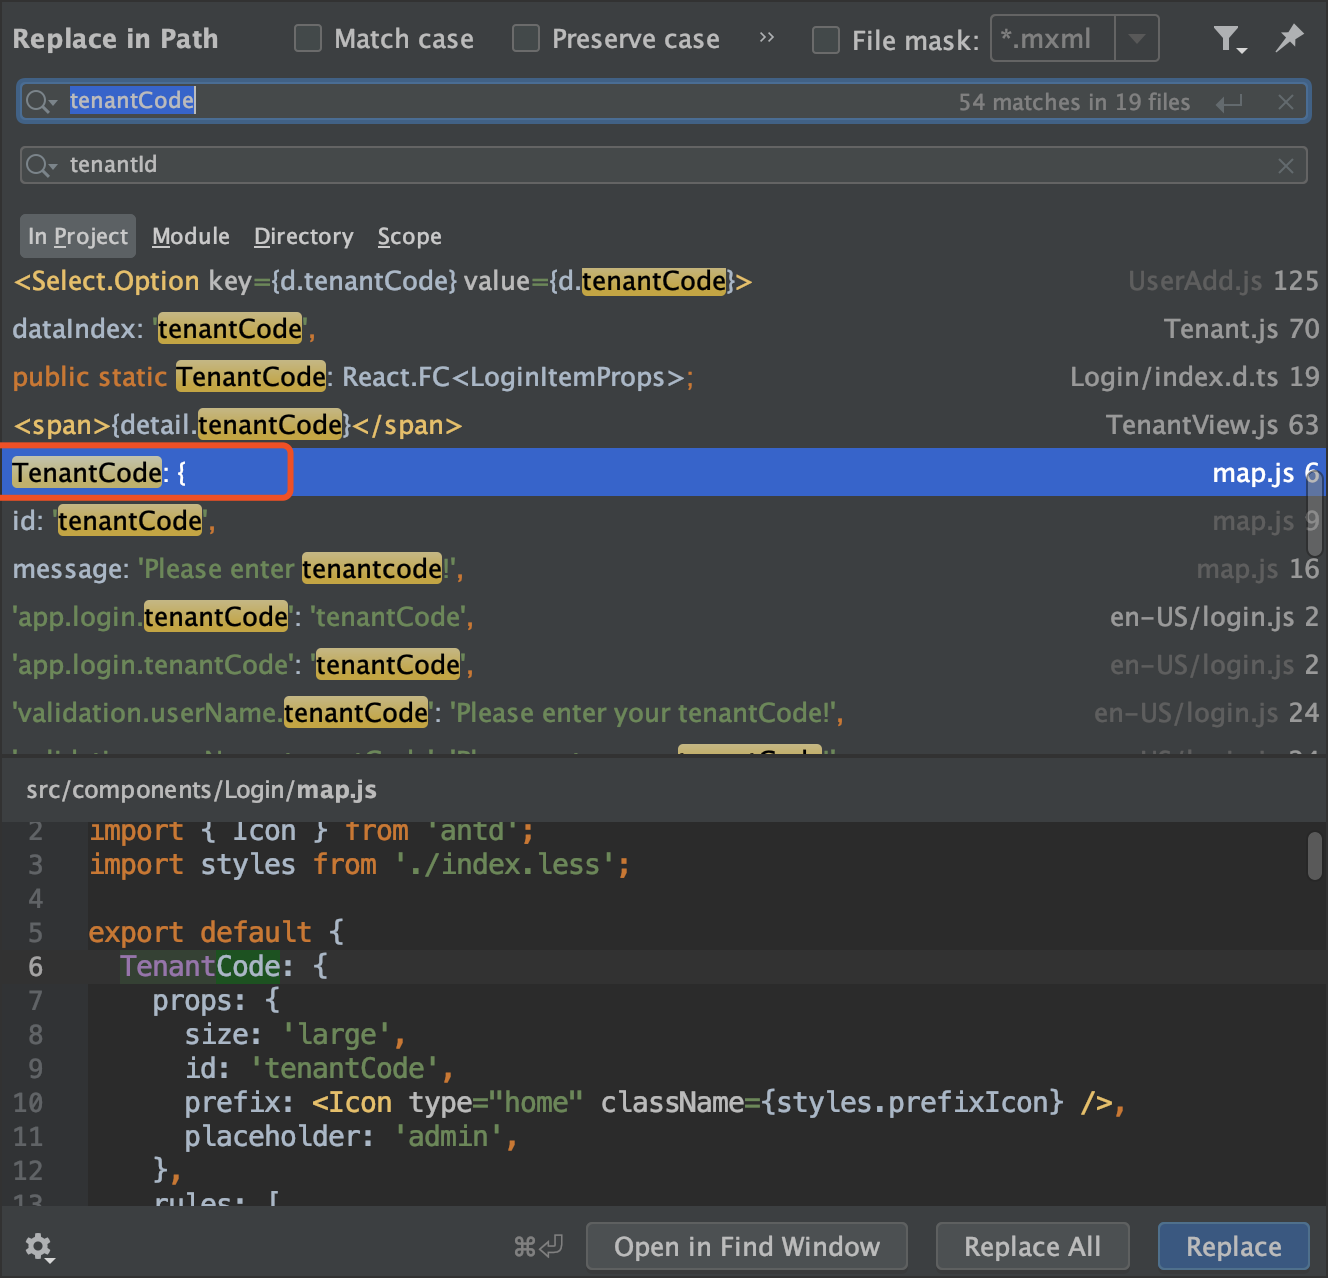 Replace in Path
Match case
Preserve case
»
File mask:
*.mxml
tenantCode
54 matches in 19 files
tenantId
In Project
Module
Directory
Scope
<Select.Option key={d.tenantCode} value={d.tenantCode}> UserAdd.js 125
dataIndex: 'tenantCode', Tenant.js 70
public static TenantCode: React.FC<LoginItemProps>; Login/index.d.ts 19
<span>{detail.tenantCode}</span> TenantView.js 63
TenantCode: { map.js 6
id: 'tenantCode', map.js 9
message: 'Please enter tenantcode!', map.js 16
'app.login.tenantCode': 'tenantCode', en-US/login.js 2
'app.login.tenantCode': 'tenantCode', en-US/login.js 2
'validation.userName.tenantCode': 'Please enter your tenantCode!', en-US/login.js 24
src/components/Login/map.js
2 import { Icon } from 'antd';
3 import styles from './index.less';
4
5 export default {
6 TenantCode: {
7 props: {
8 size: 'large',
9 id: 'tenantCode',
10 prefix: <Icon type="home" className={styles.prefixIcon} />,
11 placeholder: 'admin',
12 },
13 rules: [
⌘⏎
Open in Find Window
Replace All
Replace